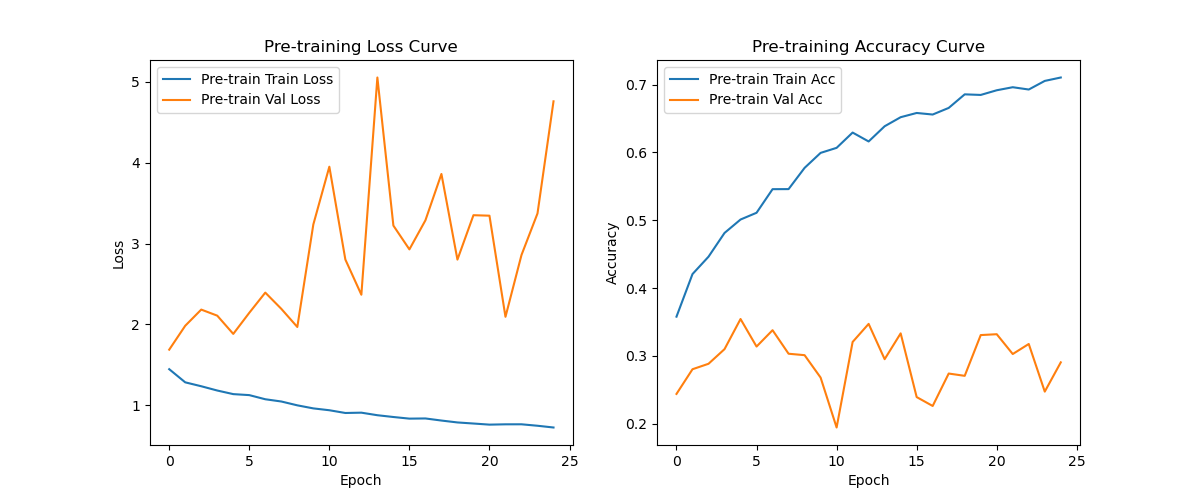 Pre-training Loss Curve
Pre-train Train Loss
Pre-train Val Loss
5
4
3
2
1
Loss
0 5 10 15 20 25
Epoch
Pre-training Accuracy Curve
Pre-train Train Acc
Pre-train Val Acc
0.7
0.6
0.5
0.4
0.3
0.2
Accuracy
0 5 10 15 20 25
Epoch